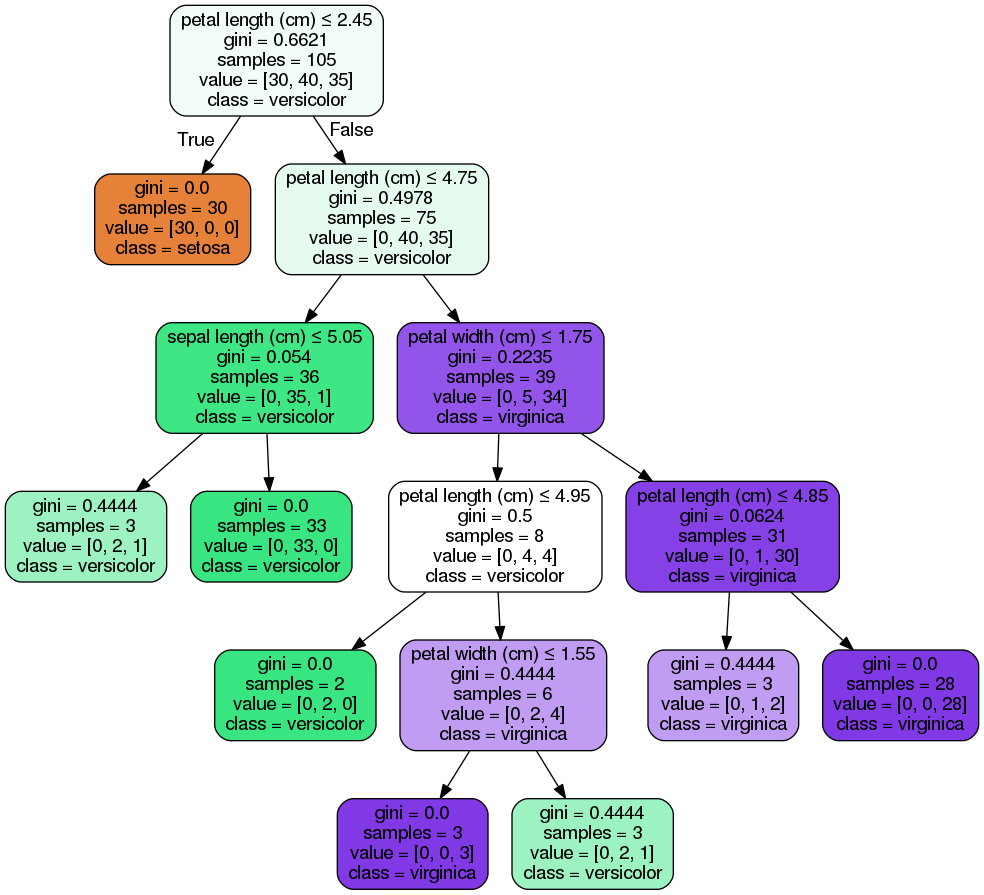 petal length (cm) ≤ 2.45
gini = 0.6621
samples = 105
value = [30, 40, 35]
class = versicolor
True
False
gini = 0.0
samples = 30
value = [30, 0, 0]
class = setosa
petal length (cm) ≤ 4.75
gini = 0.4978
samples = 75
value = [0, 40, 35]
class = versicolor
sepal length (cm) ≤ 5.05
gini = 0.054
samples = 36
value = [0, 35, 1]
class = versicolor
petal width (cm) ≤ 1.75
gini = 0.2235
samples = 39
value = [0, 5, 34]
class = virginica
gini = 0.4444
samples = 3
value = [0, 2, 1]
class = versicolor
gini = 0.0
samples = 33
value = [0, 33, 0]
class = versicolor
petal length (cm) ≤ 4.95
gini = 0.5
samples = 8
value = [0, 4, 4]
class = versicolor
petal length (cm) ≤ 4.85
gini = 0.0624
samples = 31
value = [0, 1, 30]
class = virginica
gini = 0.0
samples = 2
value = [0, 2, 0]
class = versicolor
petal width (cm) ≤ 1.55
gini = 0.4444
samples = 6
value = [0, 2, 4]
class = virginica
gini = 0.4444
samples = 3
value = [0, 1, 2]
class = virginica
gini = 0.0
samples = 28
value = [0, 0, 28]
class = virginica
gini = 0.0
samples = 3
value = [0, 0, 3]
class = virginica
gini = 0.4444
samples = 3
value = [0, 2, 1]
class = versicolor